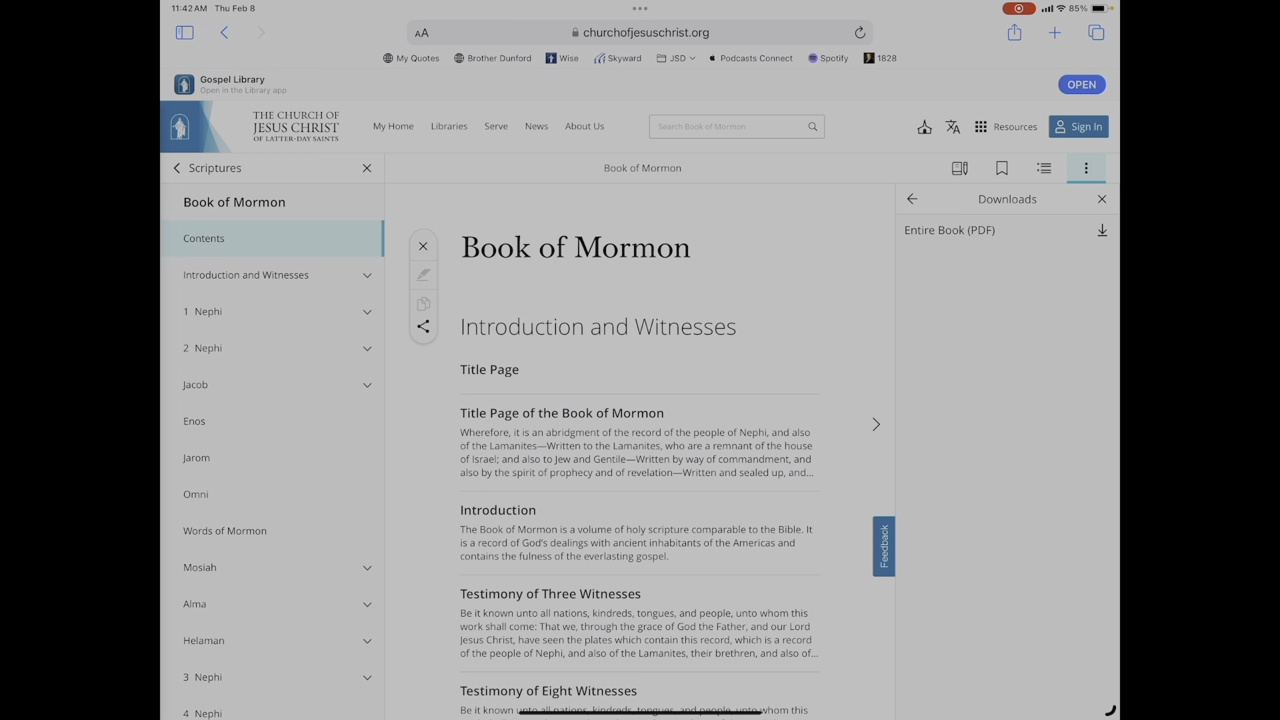 11:42 AM Thu Feb 8
85%
AA churchofjesuschrist.org
My Quotes Brother Dunford Wise Skyward JSD Podcasts Connect Spotify 1828
Gospel Library
Open in the Library app
OPEN
THE CHURCH OF
JESUS CHRIST
OF LATTER-DAY SAINTS
My Home Libraries Serve News About Us Search Book of Mormon Resources Sign In
Scriptures
Book of Mormon
Contents
Introduction and Witnesses
1 Nephi
2 Nephi
Jacob
Enos
Jarom
Omni
Words of Mormon
Mosiah
Alma
Helaman
3 Nephi
4 Nephi
Book of Mormon
Book of Mormon
Introduction and Witnesses
Title Page
Title Page of the Book of Mormon
Wherefore, it is an abridgment of the record of the people of Nephi, and also
of the Lamanites—Written to the Lamanites, who are a remnant of the house
of Israel; and also to Jew and Gentile—Written by way of commandment, and
also by the spirit of prophecy and of revelation—Written and sealed up, and...
Introduction
The Book of Mormon is a volume of holy scripture comparable to the Bible. It
is a record of God's dealings with ancient inhabitants of the Americas and
contains the fulness of the everlasting gospel.
Testimony of Three Witnesses
Be it known unto all nations, kindreds, tongues, and people, unto whom this
work shall come: That we, through the grace of God the Father, and our Lord
Jesus Christ, have seen the plates which contain this record, which is a record
of the people of Nephi, and also of the Lamanites, their brethren, and also of...
Testimony of Eight Witnesses
Be it known unto all nations, kindreds, tongues, and people, unto whom this
Feedback
Downloads
Entire Book (PDF)